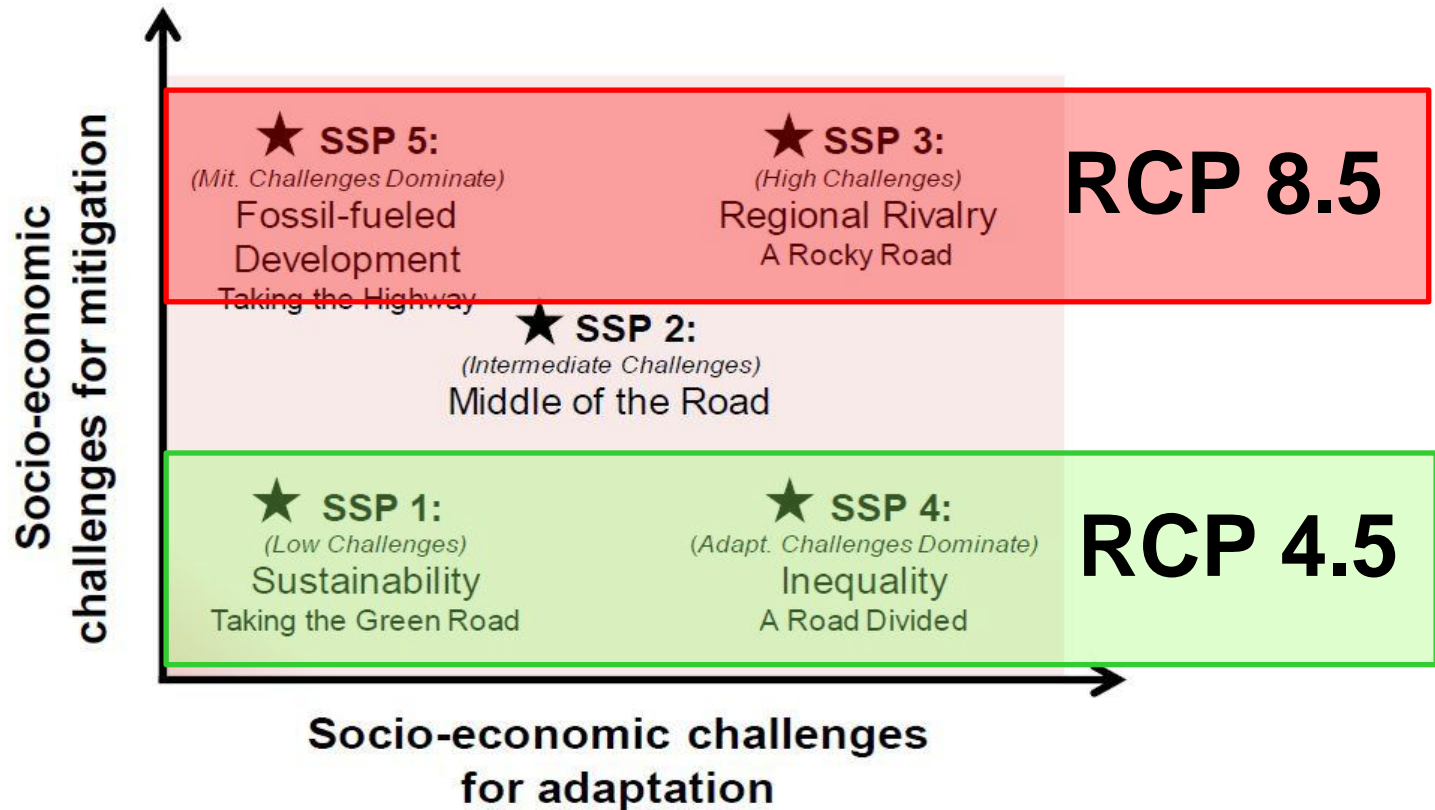 Socio-economic
challenges for mitigation
★ SSP 5:
(Mit. Challenges Dominate)
Fossil-fueled
Development
Taking the Highway
★ SSP 3:
(High Challenges)
Regional Rivalry
A Rocky Road
RCP 8.5
★ SSP 2:
(Intermediate Challenges)
Middle of the Road
★ SSP 1:
(Low Challenges)
Sustainability
Taking the Green Road
★ SSP 4:
(Adapt. Challenges Dominate)
Inequality
A Road Divided
RCP 4.5
Socio-economic challenges
for adaptation